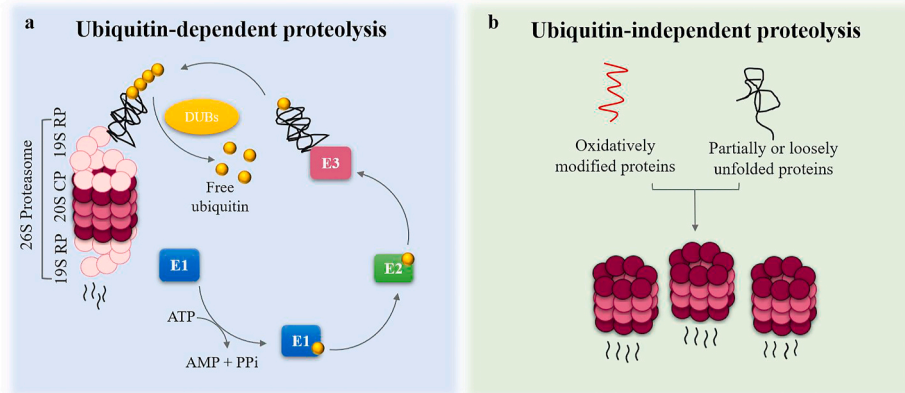 a
Ubiquitin-dependent proteolysis
DUBs
Free
ubiquitin
E3
26S Proteasome
19S RP
20S CP
19S RP
E1
E2
ATP
AMP + PPi
E1
b
Ubiquitin-independent proteolysis
Oxidatively
modified proteins
Partially or loosely
unfolded proteins